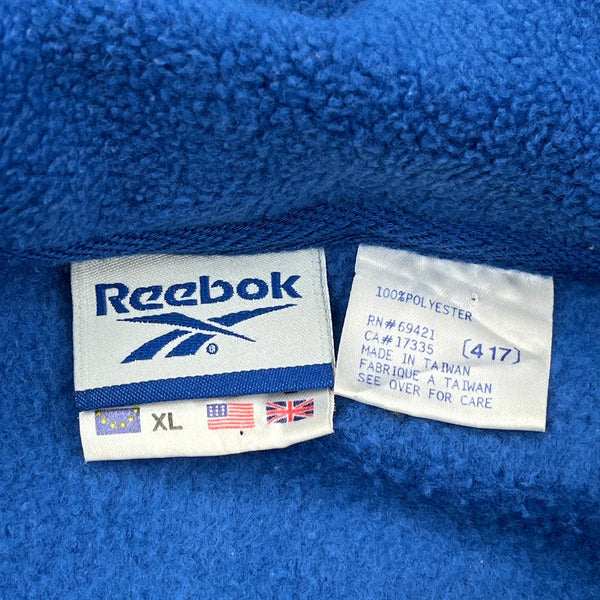 Reebok
®
XL
100%POLYESTER
RN#69421
CA#17335 [417]
MADE IN TAIWAN
FABRIQUE A TAIWAN
SEE OVER FOR CARE